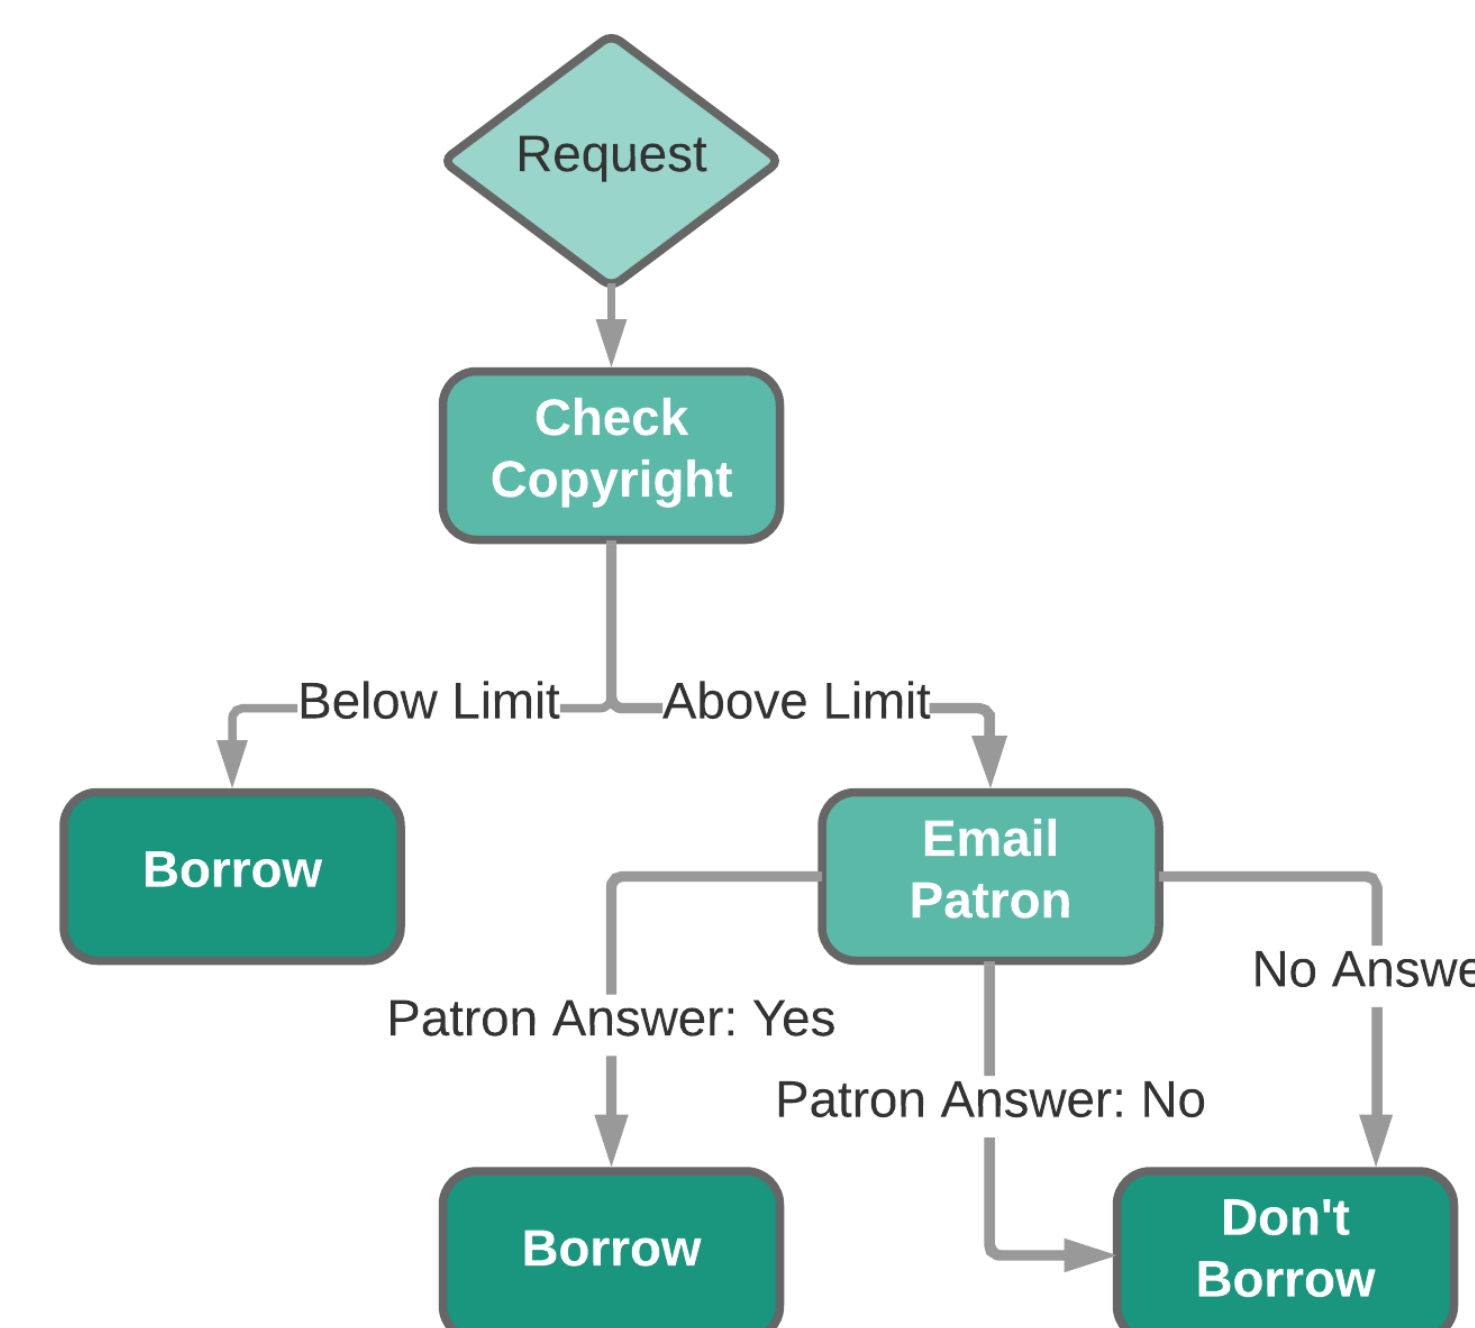 Request
Check
Copyright
Below Limit
Above Limit
Borrow
Email
Patron
No Answe
Patron Answer: Yes
Patron Answer: No
Borrow
Don't
Borrow